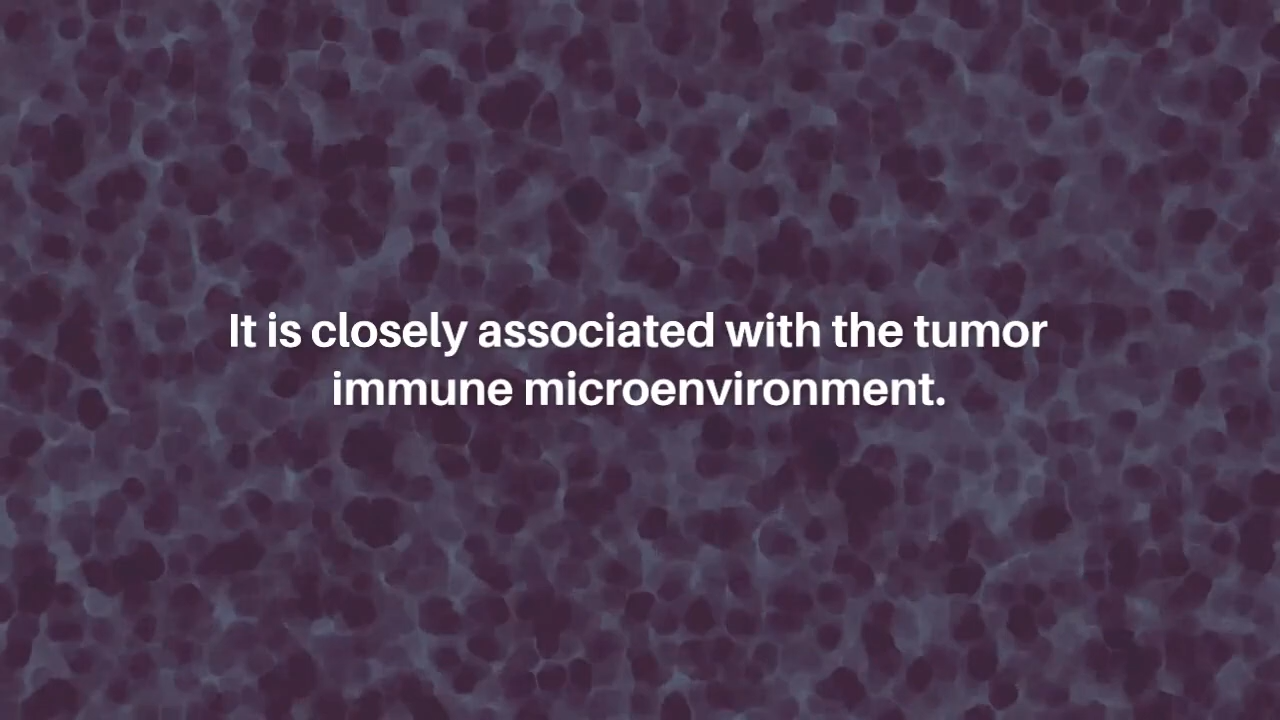 It is closely associated with the tumor
immune microenvironment.